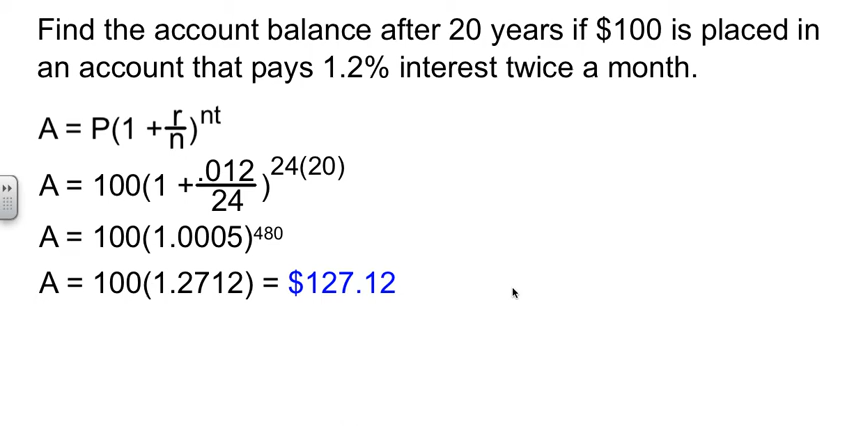 Find the account balance after 20 years if $100 is placed in
an account that pays 1.2% interest twice a month.
A = P(1 + r/n)^nt
A = 100(1 + .012/24)^24(20)
A = 100(1.0005)^480
A = 100(1.2712) = $127.12